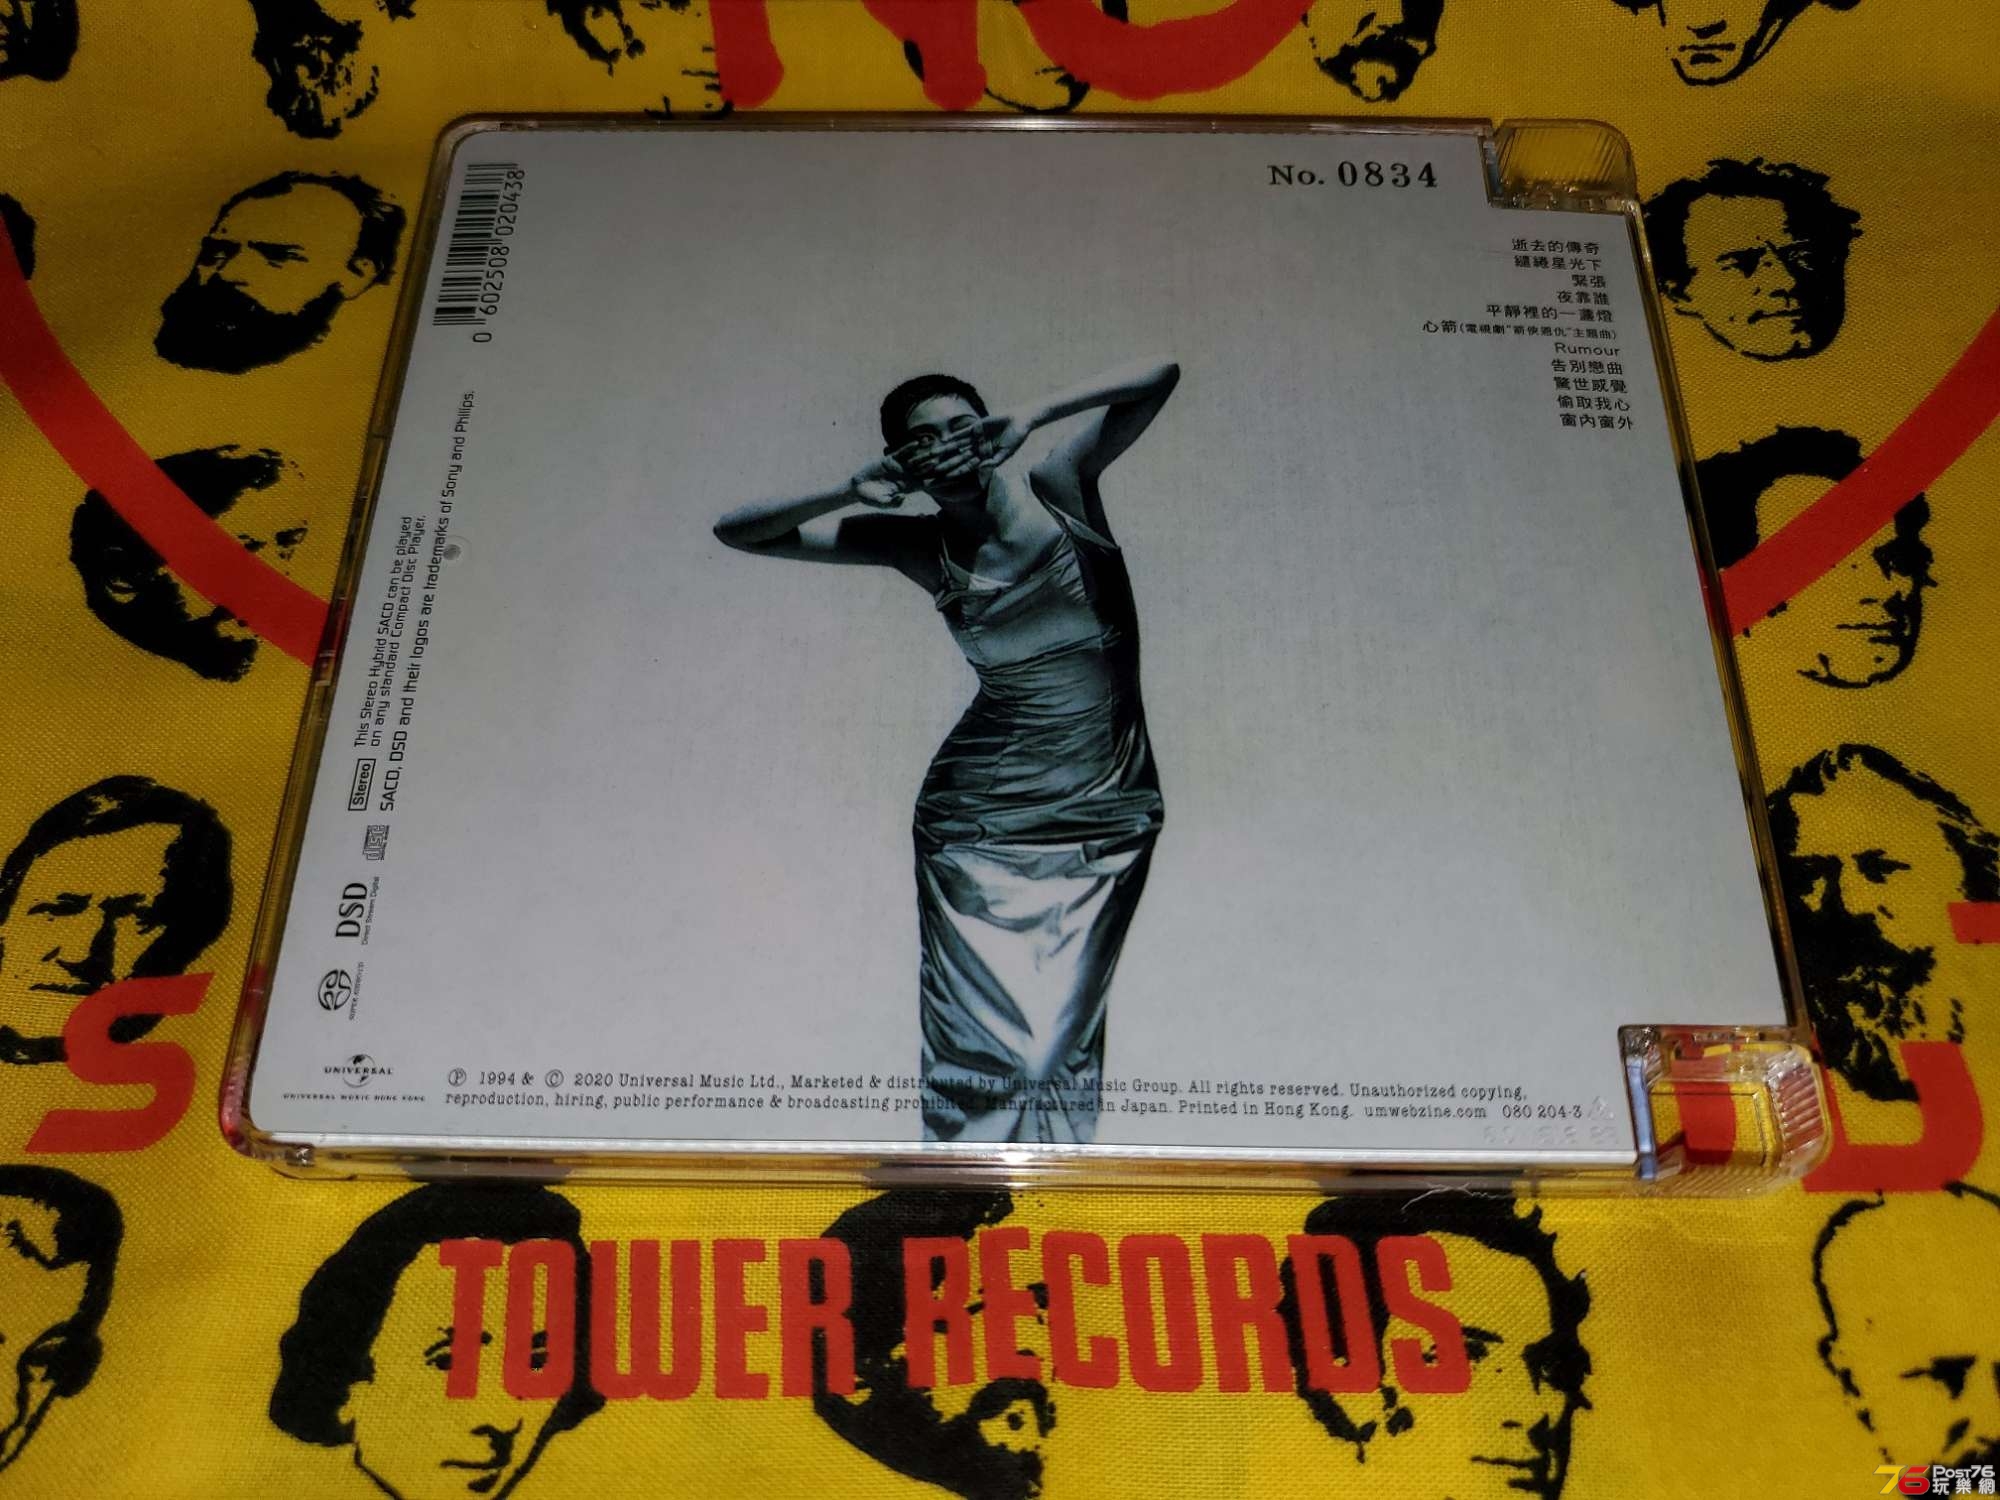 No. 0834
逝去的傳奇
繾綣星光下
緊張
夜靠誰
平靜裡的一盞燈
心箭(電視劇"箭俠恩仇"主題曲)
Rumour
告別戀曲
驚世感覺
偷取我心
窗內窗外
0 602508 020438
This Stereo Hybrid SACD can be played
on any standard Compact Disc Player.
SACD, DSD and their logos are trademarks of Sony and Philips.
Stereo
disc
DSD
Direct Stream Digital
SUPER AUDIO CD
UNIVERSAL
UNIVERSAL MUSIC HONG KONG
Ⓟ 1994 & © 2020 Universal Music Ltd., Marketed & distributed by Universal Music Group. All rights reserved. Unauthorized copying,
reproduction, hiring, public performance & broadcasting prohibited. Manufactured in Japan. Printed in Hong Kong. umwebzine.com 080 204-3
TOWER RECORDS
76 Post76
玩樂網